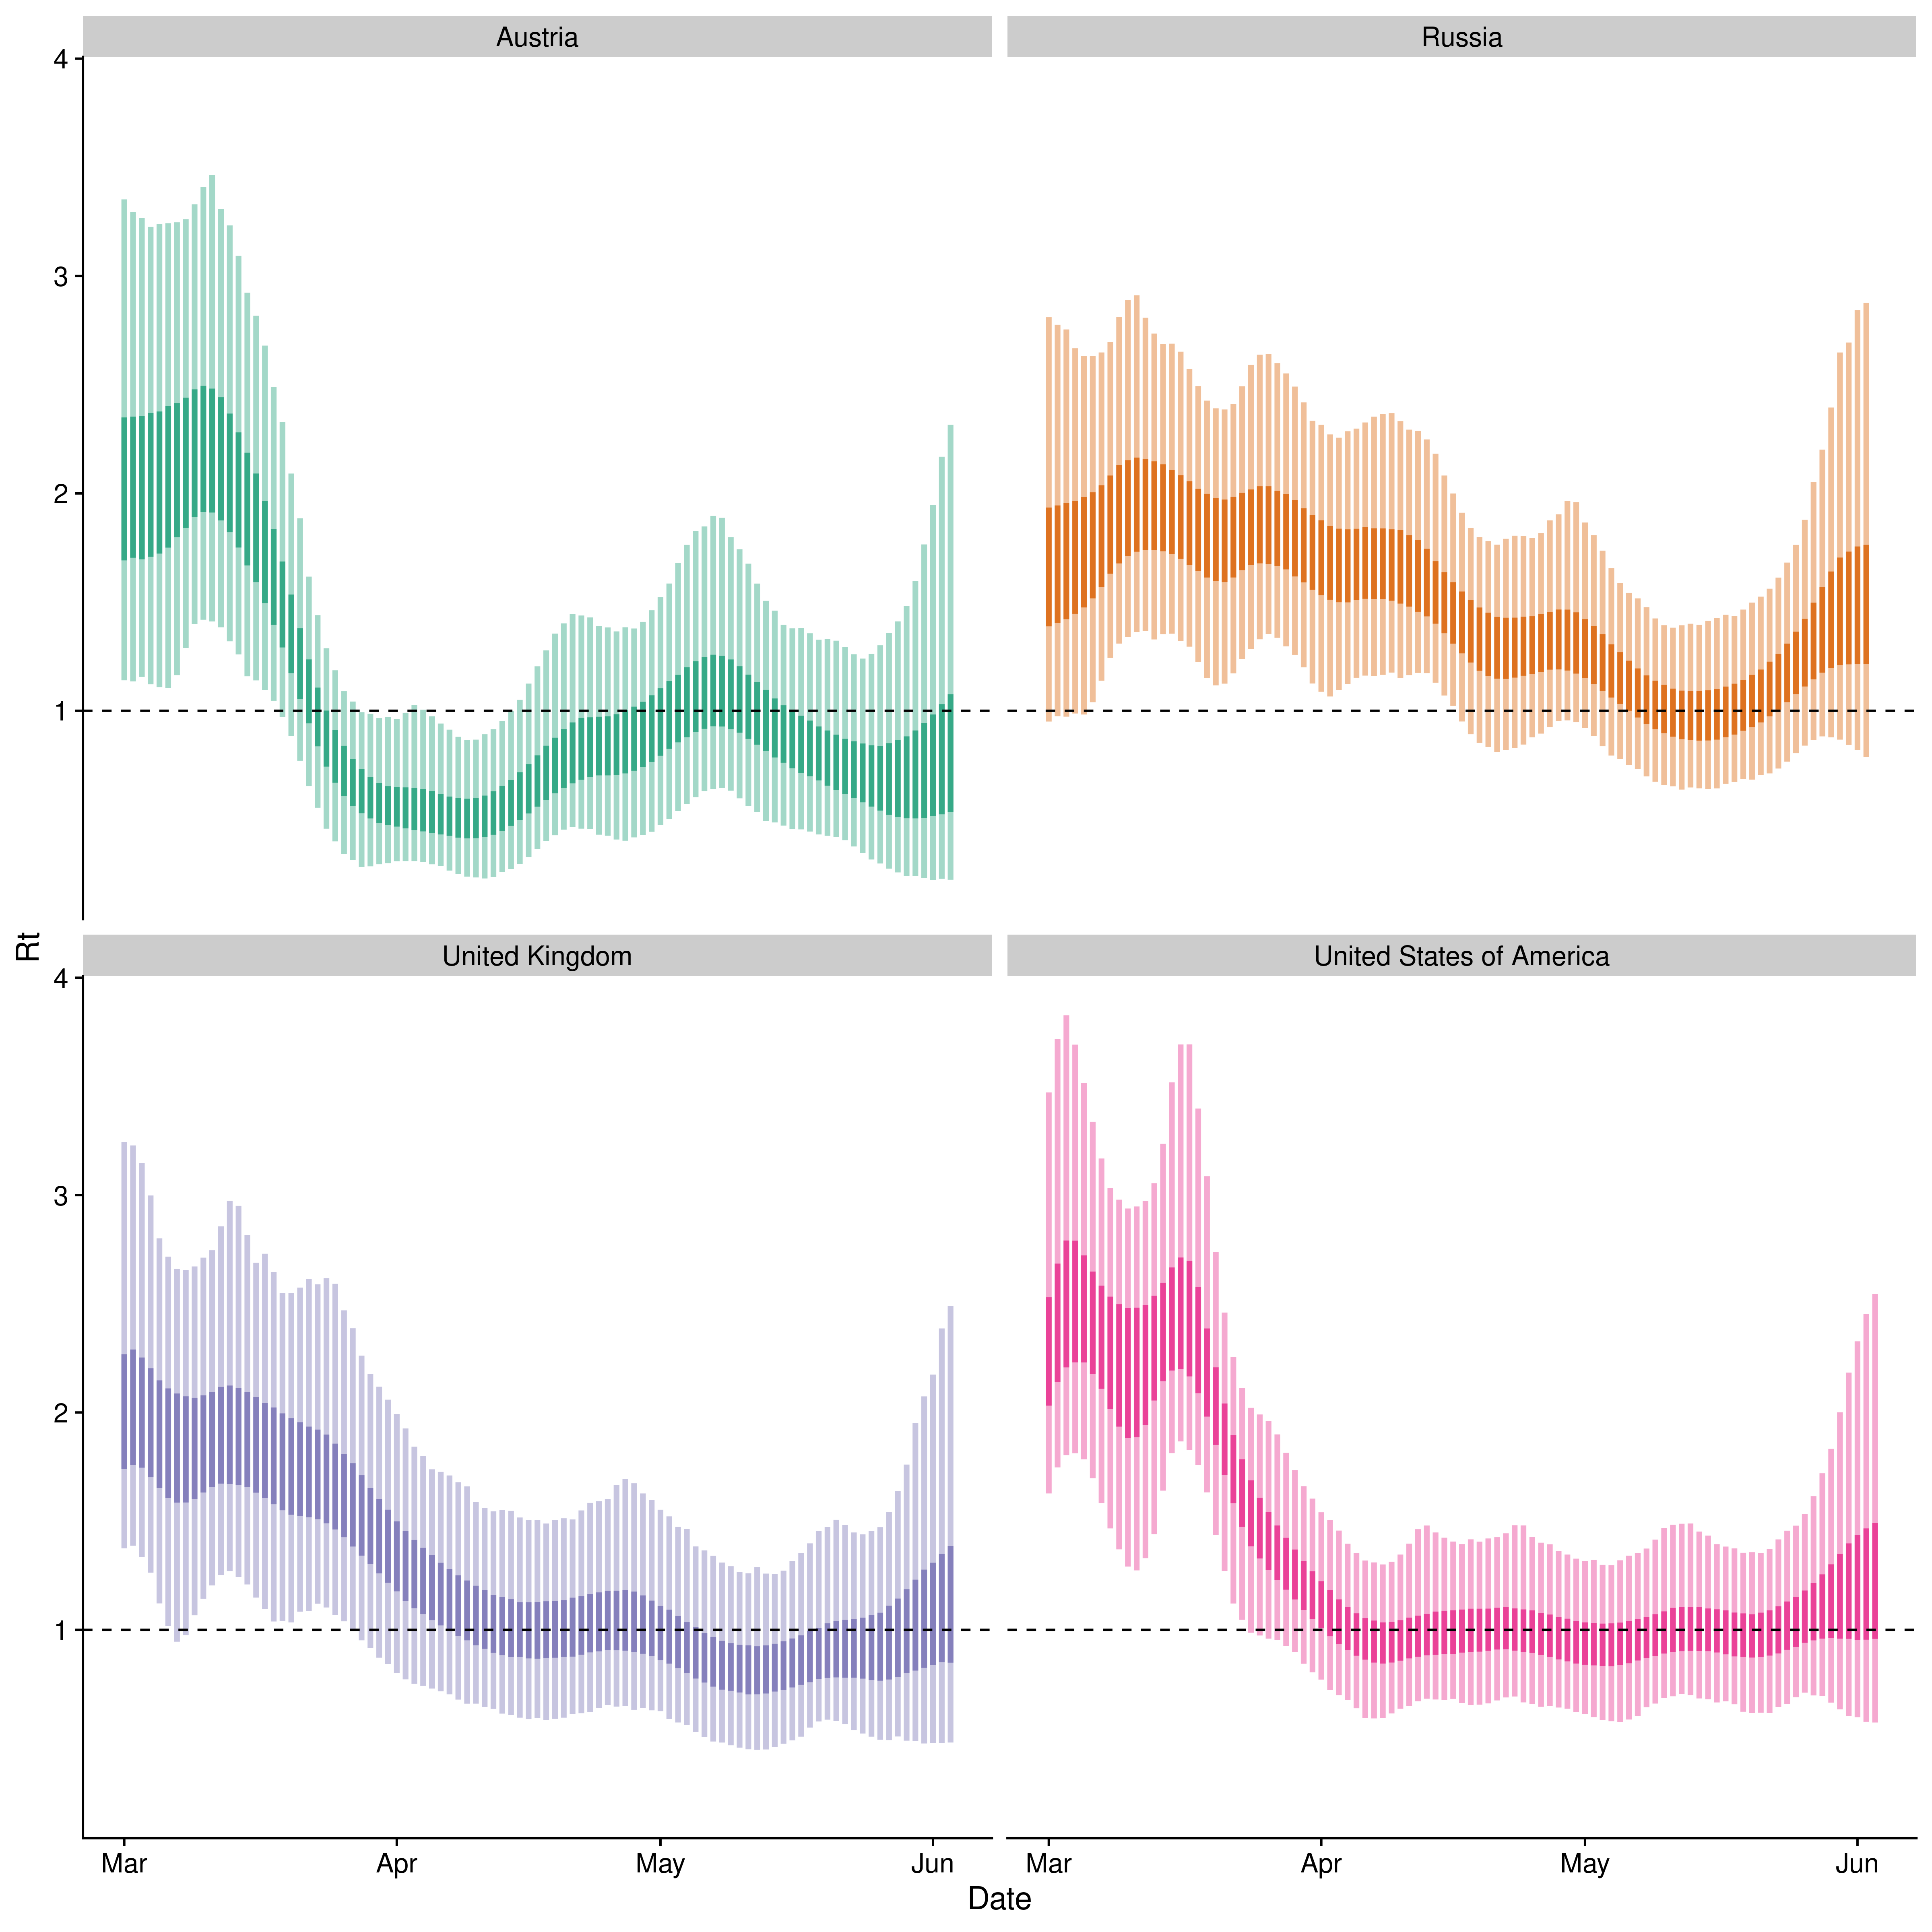 Austria
Russia
4
3
2
1
Rt
United Kingdom
United States of America
4
3
2
1
Mar
Apr
May
Jun
Mar
Apr
May
Jun
Date